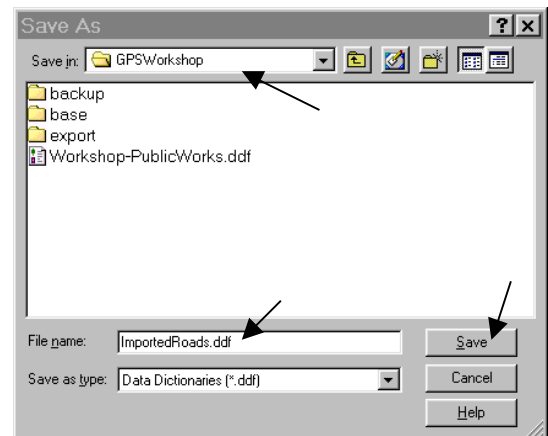 Save As
Save in: GPSWorkshop
backup
base
export
Workshop-PublicWorks.ddf
File name: ImportedRoads.ddf Save
Save as type: Data Dictionaries (*.ddf) Cancel
Help